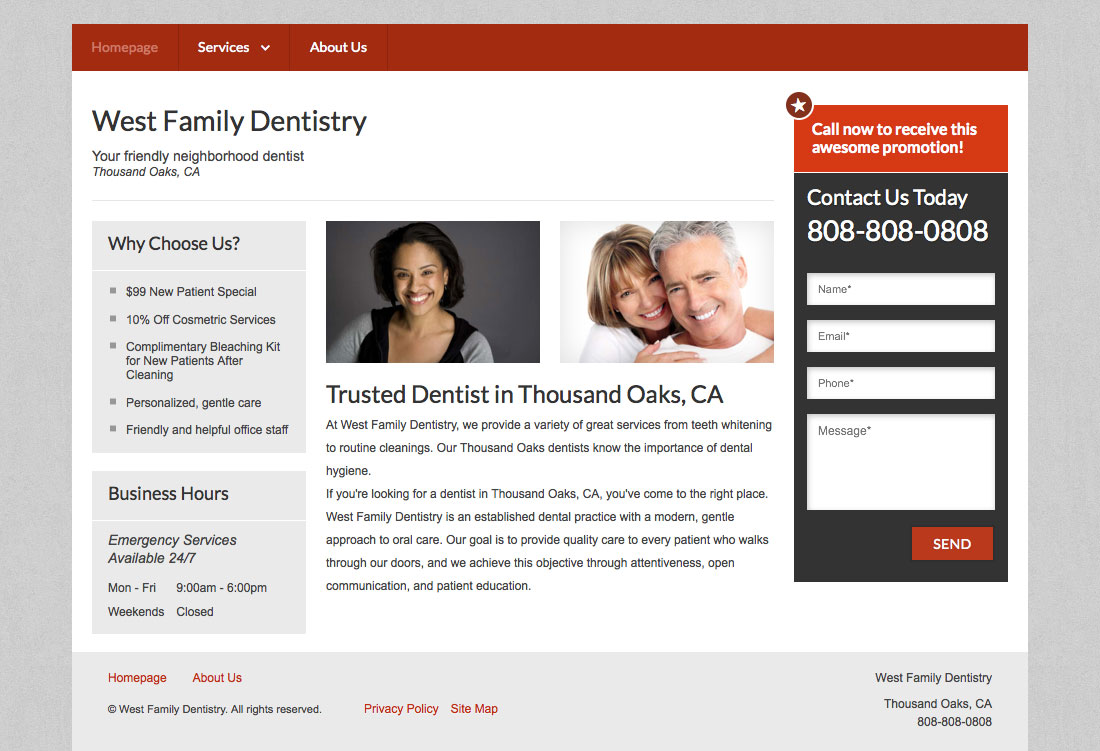 Homepage
Services
About Us
West Family Dentistry
Your friendly neighborhood dentist
Thousand Oaks, CA
Why Choose Us?
$99 New Patient Special
10% Off Cosmetric Services
Complimentary Bleaching Kit
for New Patients After
Cleaning
Personalized, gentle care
Friendly and helpful office staff
Business Hours
Emergency Services
Available 24/7
Mon - Fri 9:00am - 6:00pm
Weekends Closed
Trusted Dentist in Thousand Oaks, CA
At West Family Dentistry, we provide a variety of great services from teeth whitening
to routine cleanings. Our Thousand Oaks dentists know the importance of dental
hygiene.
If you're looking for a dentist in Thousand Oaks, CA, you've come to the right place.
West Family Dentistry is an established dental practice with a modern, gentle
approach to oral care. Our goal is to provide quality care to every patient who walks
through our doors, and we achieve this objective through attentiveness, open
communication, and patient education.
Call now to receive this
awesome promotion!
Contact Us Today
808-808-0808
Name*
Email*
Phone*
Message*
SEND
Homepage About Us
© West Family Dentistry. All rights reserved. Privacy Policy Site Map
West Family Dentistry
Thousand Oaks, CA
808-808-0808